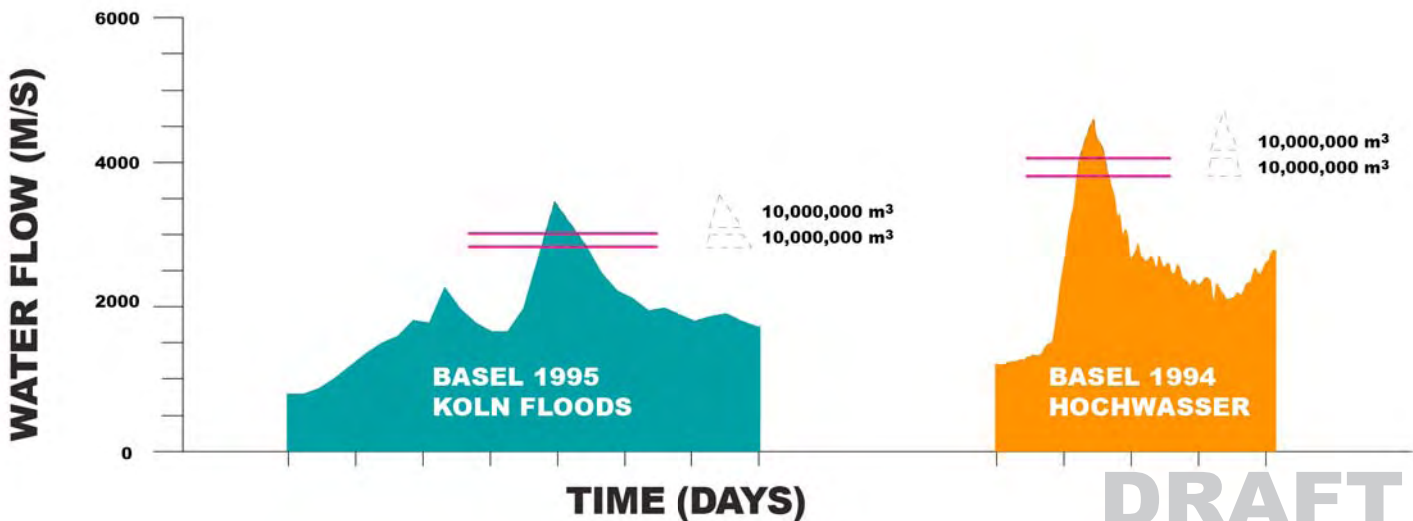 WATER FLOW (M/S)
6000
4000
2000
0
10,000,000 m³
10,000,000 m³
10,000,000 m³
10,000,000 m³
BASEL 1995
KOLN FLOODS
BASEL 1994
HOCHWASSER
TIME (DAYS)
DRAFT